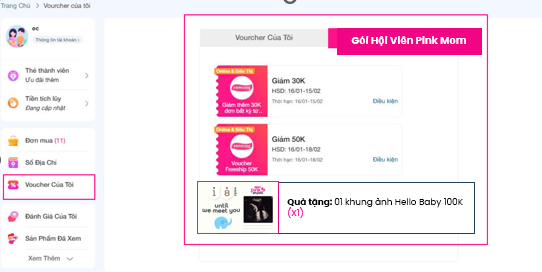 Trang Chủ > Voucher của tôi
oc
Thông tin tài khoản
Thẻ thành viên
Ưu đãi thêm
Tiền tích lũy
Đang cập nhật
Đơn mua (11)
Sổ Địa Chỉ
Voucher Của Tôi
Đánh Giá Của Tôi
Sản Phẩm Đã Xem
Xem Thêm
Vourcher Của Tôi
Gói Hội Viên Pink Mom
Online & Siêu Thị
Giảm thêm 30K
đơn bất kỳ từ...
Giảm 30K
HSD: 16/01-15/02
Thời hạn: 16/01-15/02
Điều kiện
Online & Siêu Thị
Voucher
Freeship 50K
Giảm 50K
HSD: 16/01-18/02
Thời hạn: 16/01-18/02
Điều kiện
until
we meet you
Quà tặng: 01 khung ảnh Hello Baby 100K
(x1)